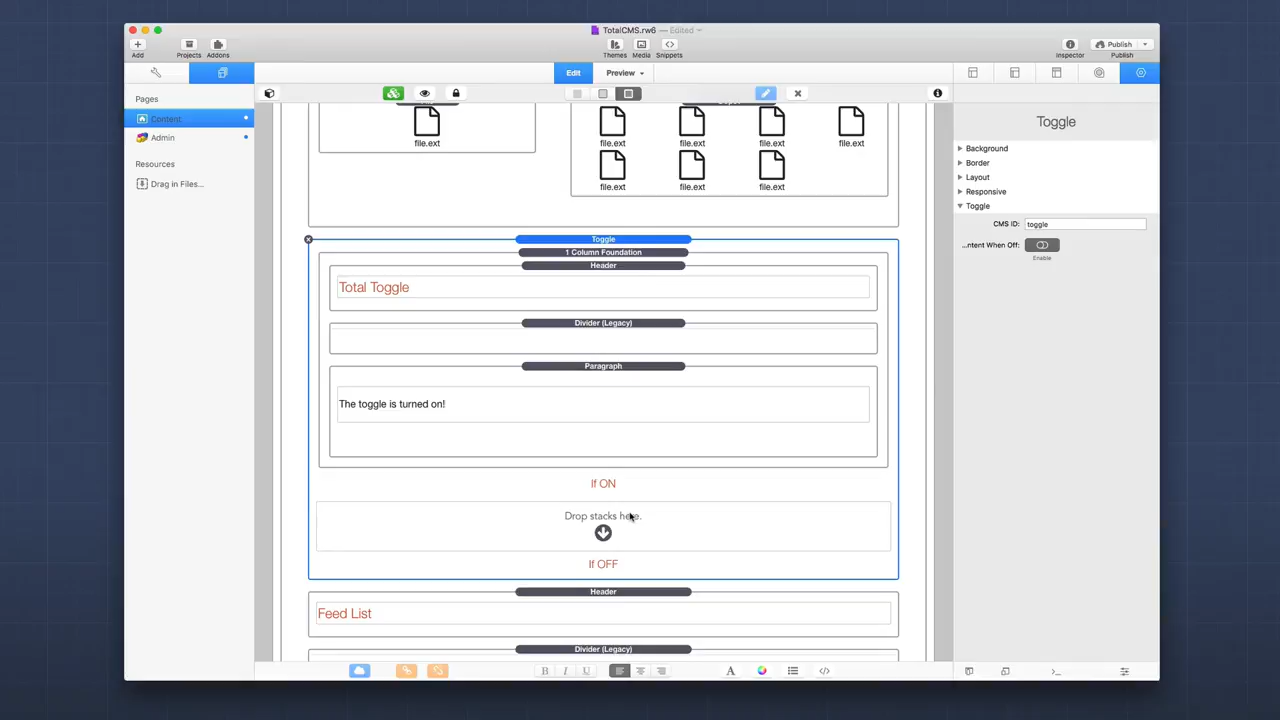 TotalCMS.rw6 — Edited
Add
Projects
Addons
Themes
Media
Snippets
Inspector
Publish
Publish
Edit
Preview
Pages
Content
Admin
Resources
Drag in Files...
file.ext
file.ext
file.ext
file.ext
file.ext
file.ext
file.ext
file.ext
Toggle
1 Column Foundation
Header
Total Toggle
Divider (Legacy)
Paragraph
The toggle is turned on!
If ON
Drop stacks here.
If OFF
Header
Feed List
Divider (Legacy)
B I U
A
Toggle
Background
Border
Layout
Responsive
Toggle
CMS ID: toggle
...ntent When Off:
Enable